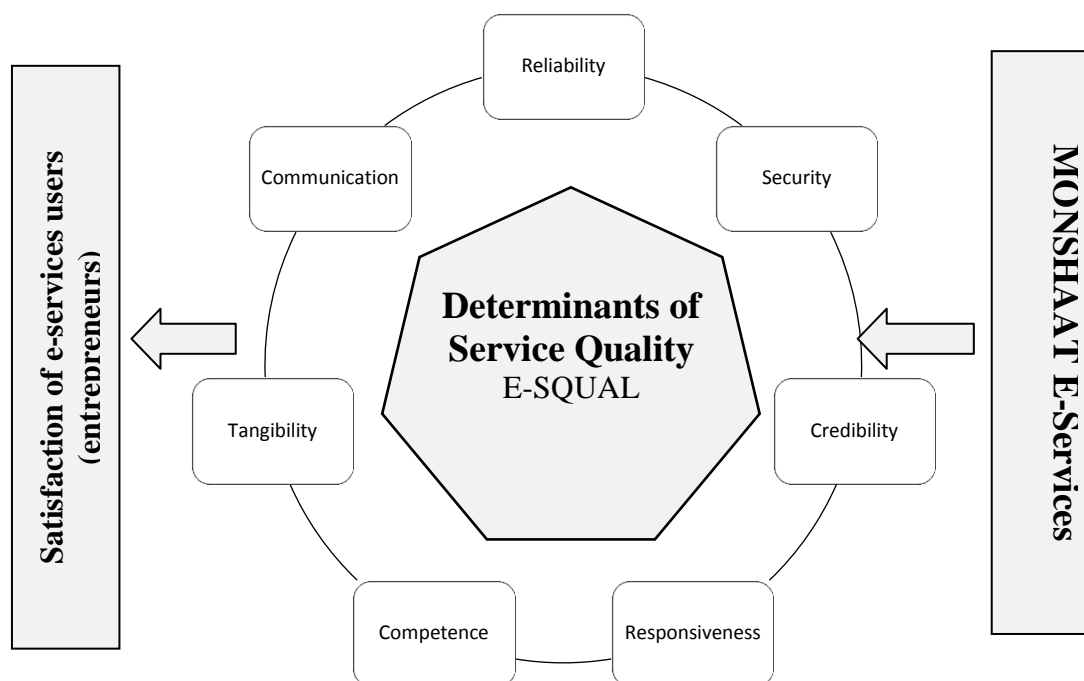 Satisfaction of e-services users
(entrepreneurs)
Reliability
Communication
Security
Determinants of
Service Quality
E-SQUAL
Tangibility
Credibility
Competence
Responsiveness
MONSHAAT E-Services